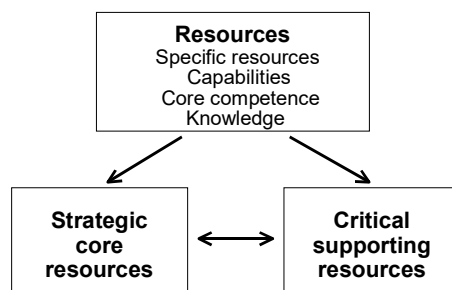 Resources
Specific resources
Capabilities
Core competence
Knowledge
Strategic
core
resources
Critical
supporting
resources